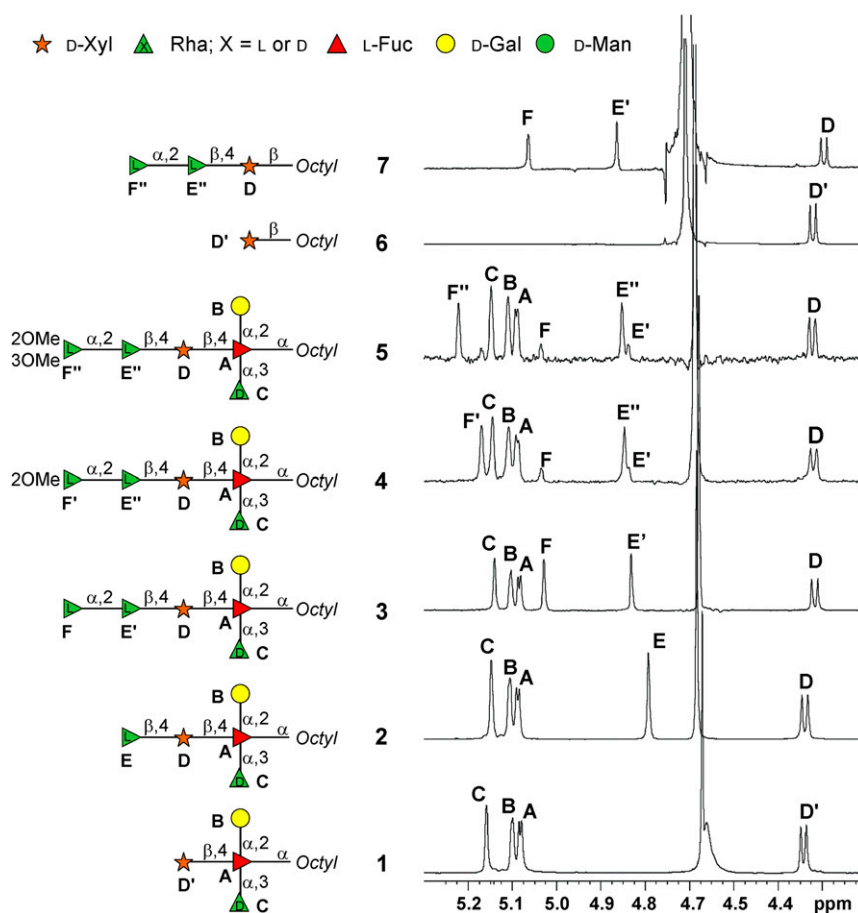 D-Xyl X Rha; X = L or D L-Fuc D-Gal D-Man
L α,2 L β,4 β Octyl 7
F'' E'' D
F E' D
D' β Octyl 6
D'
B
2OMe
3OMe L α,2 L β,4 β,4 α,2 α Octyl 5
F'' E'' D A α,3
D C
F'' C B A F E'' E' D
B
2OMe L α,2 L β,4 β,4 α,2 α Octyl 4
F' E'' D A α,3
D C
F' C B A F E'' E' D
B
L α,2 L β,4 β,4 α,2 α Octyl 3
F E' D A α,3
D C
C B A F E’ D
B
L β,4 β,4 α,2 α Octyl 2
E D A α,3
D C
C B A E D
B
β,4 α,2 α Octyl 1
D' A α,3
D C
C B A D'
5.2 5.1 5.0 4.9 4.8 4.7 4.5 4.4 ppm